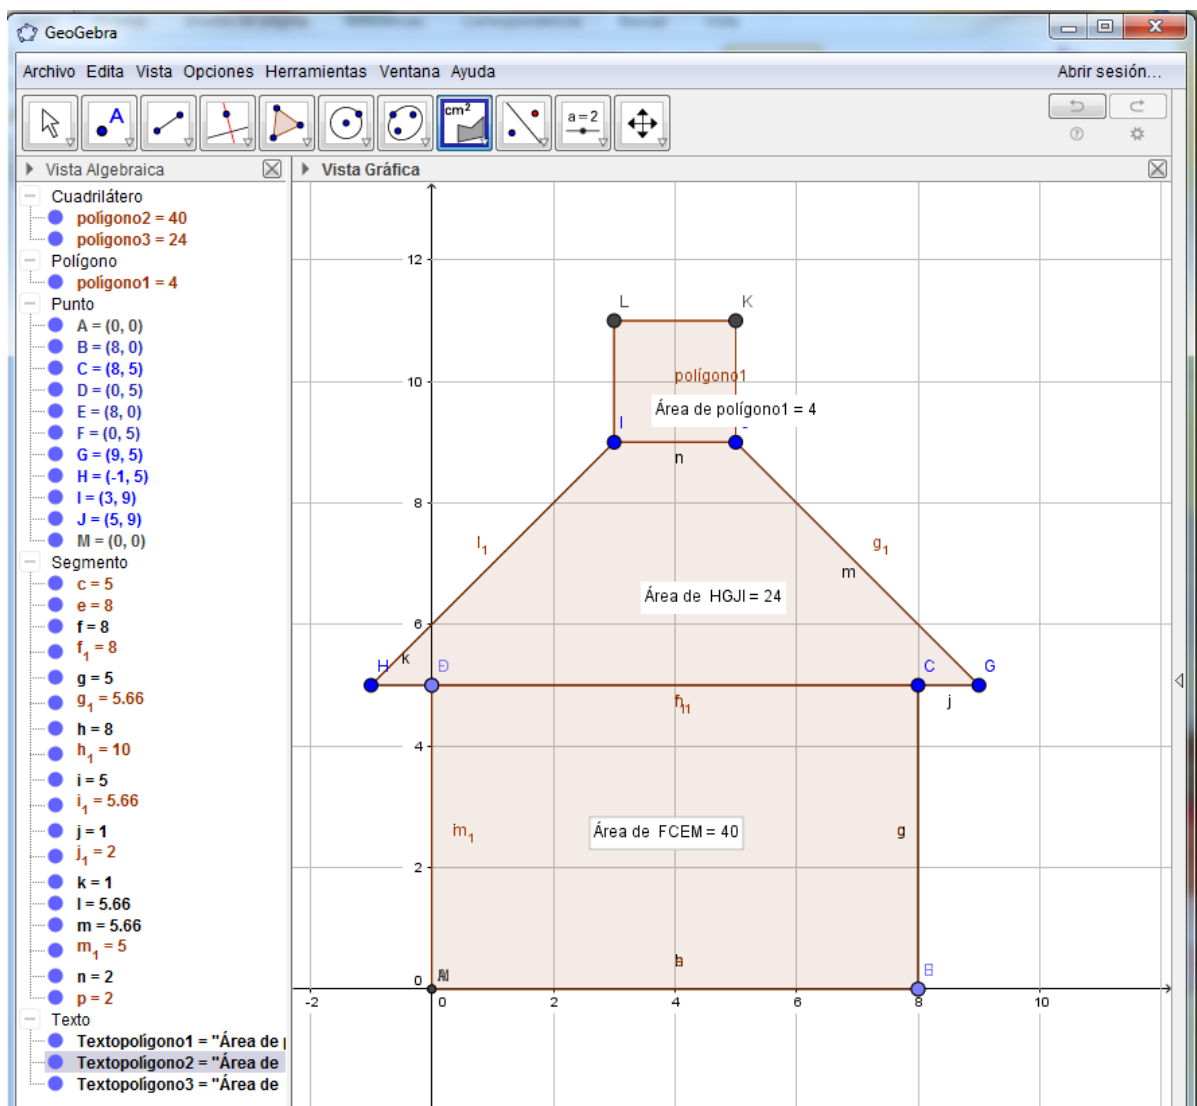 GeoGebra
Archivo Edita Vista Opciones Herramientas Ventana Ayuda
Abrir sesión...
A
cm²
a = 2
Vista Algebraica
Vista Gráfica
Cuadrilátero
polígono2 = 40
polígono3 = 24
Polígono
polígono1 = 4
Punto
A = (0, 0)
B = (8, 0)
C = (8, 5)
D = (0, 5)
E = (8, 0)
F = (0, 5)
G = (9, 5)
H = (-1, 5)
I = (3, 9)
J = (5, 9)
M = (0, 0)
Segmento
c = 5
e = 8
f = 8
f₁ = 8
g = 5
g₁ = 5.66
h = 8
h₁ = 10
i = 5
i₁ = 5.66
j = 1
j₁ = 2
k = 1
l = 5.66
m = 5.66
m₁ = 5
n = 2
p = 2
Texto
Textopolígono1 = "Área de
Textopolígono2 = "Área de
Textopolígono3 = "Área de
12
L K
10
polígono1
Área de polígono1 = 4
I
n
8
l₁
g₁
m
Área de HGJI = 24
6
H k C G
j
4
Área de FCEM = 40
m₁
g
2
0
-2 0 2 4 6 8 10